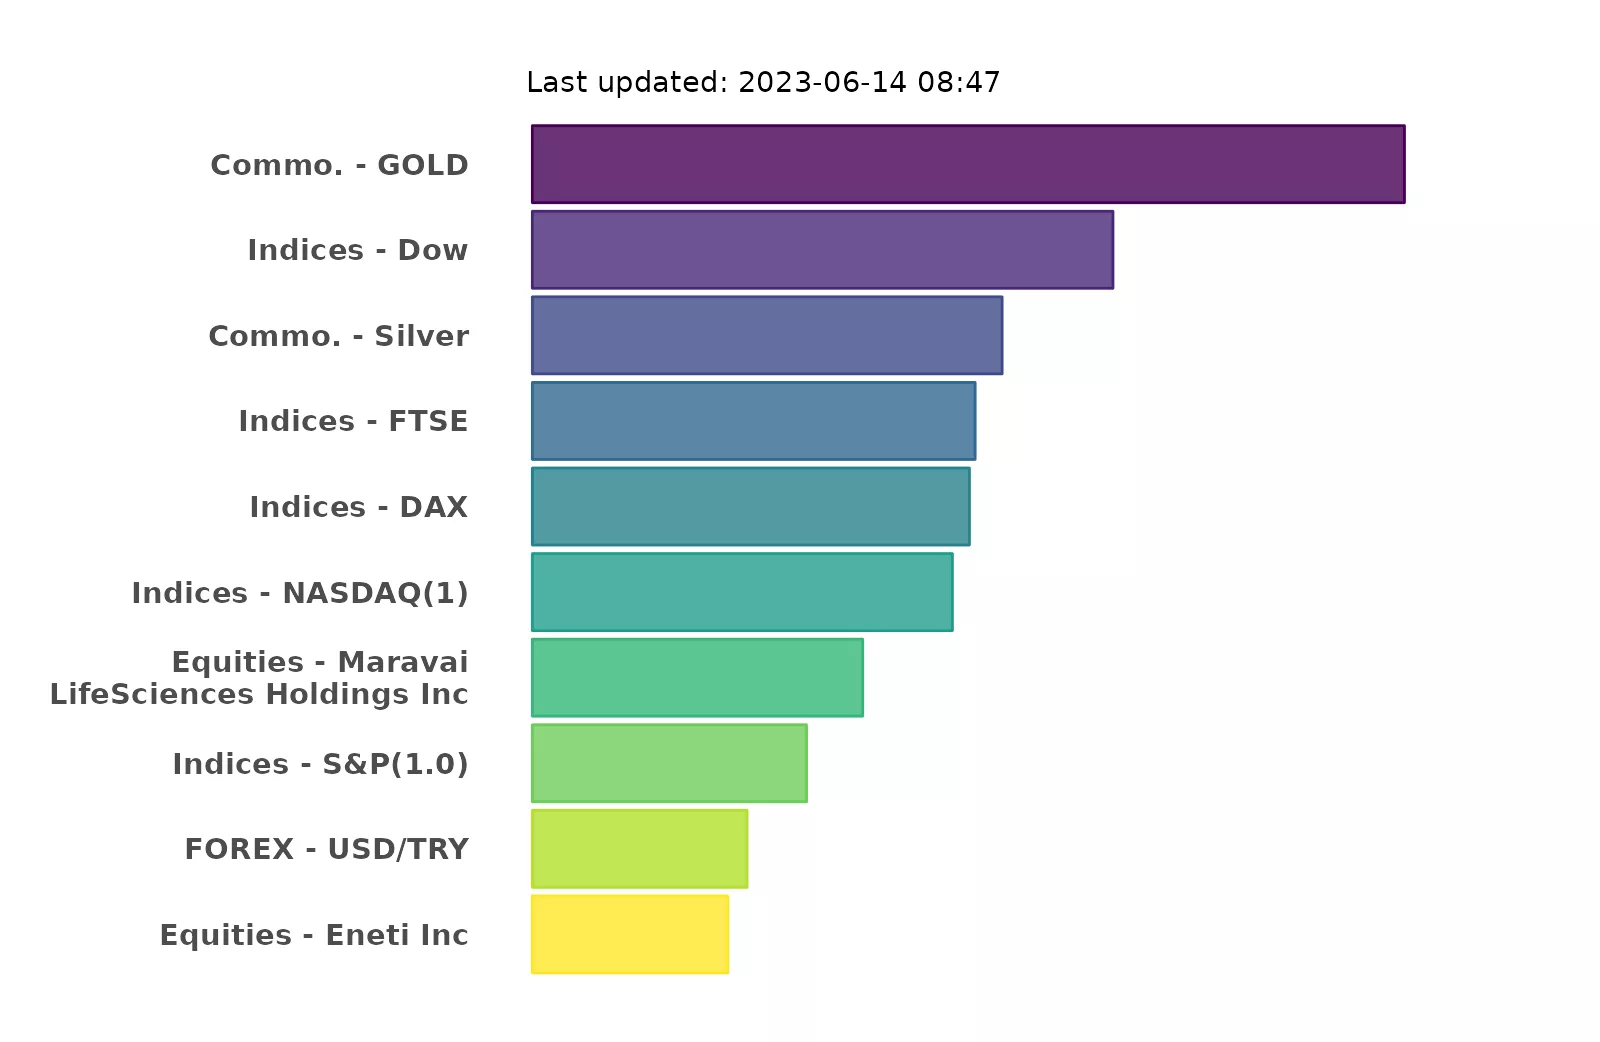 Last updated: 2023-06-14 08:47
Commo. - GOLD
Indices - Dow
Commo. - Silver
Indices - FTSE
Indices - DAX
Indices - NASDAQ(1)
Equities - Maravai
LifeSciences Holdings Inc
Indices - S&P(1.0)
FOREX - USD/TRY
Equities - Eneti Inc